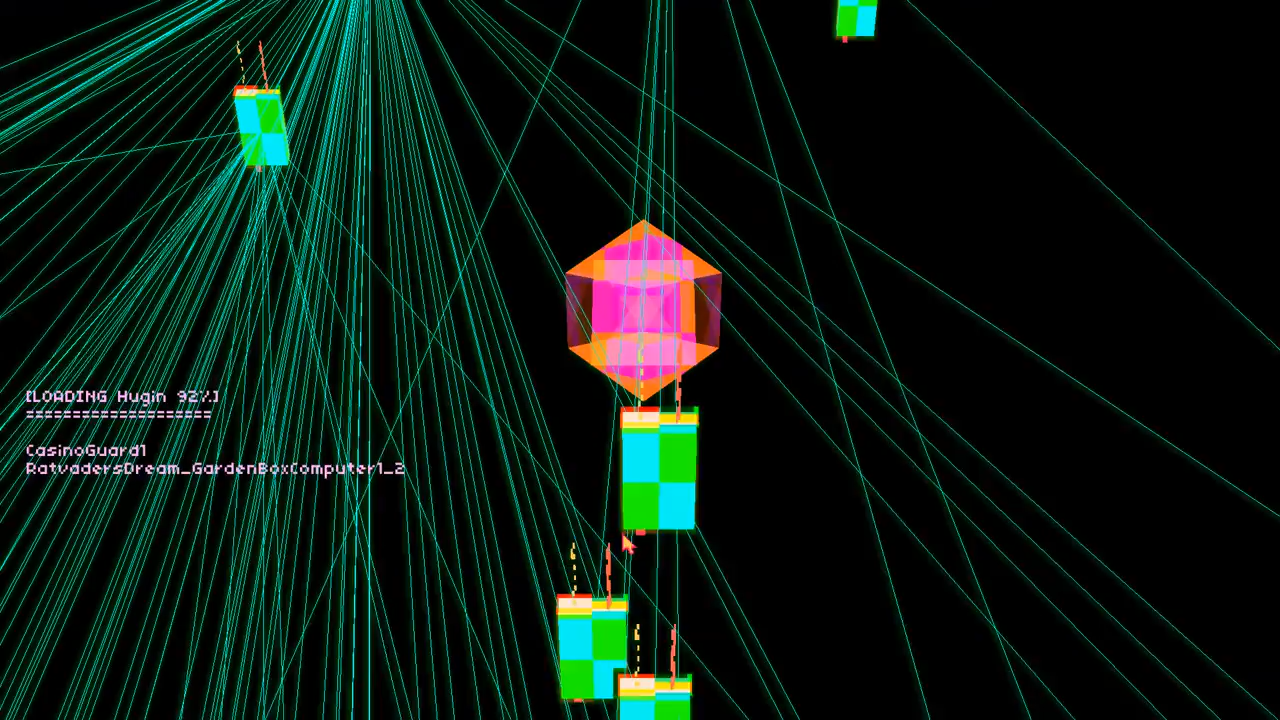 [LOADING Hugin 92%]
====================
CasinoGuard1
RatvadersDream_GardenBoxComputer1_2